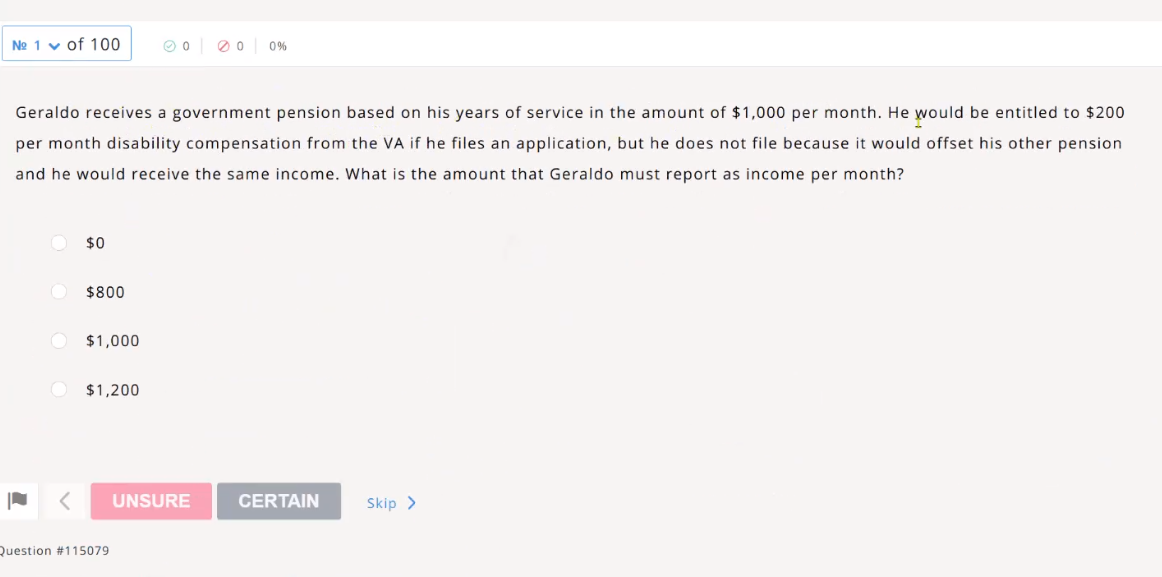 № 1 of 100 0 0 0%
Geraldo receives a government pension based on his years of service in the amount of $1,000 per month. He would be entitled to $200
per month disability compensation from the VA if he files an application, but he does not file because it would offset his other pension
and he would receive the same income. What is the amount that Geraldo must report as income per month?
$0
$800
$1,000
$1,200
UNSURE CERTAIN Skip
Question #115079